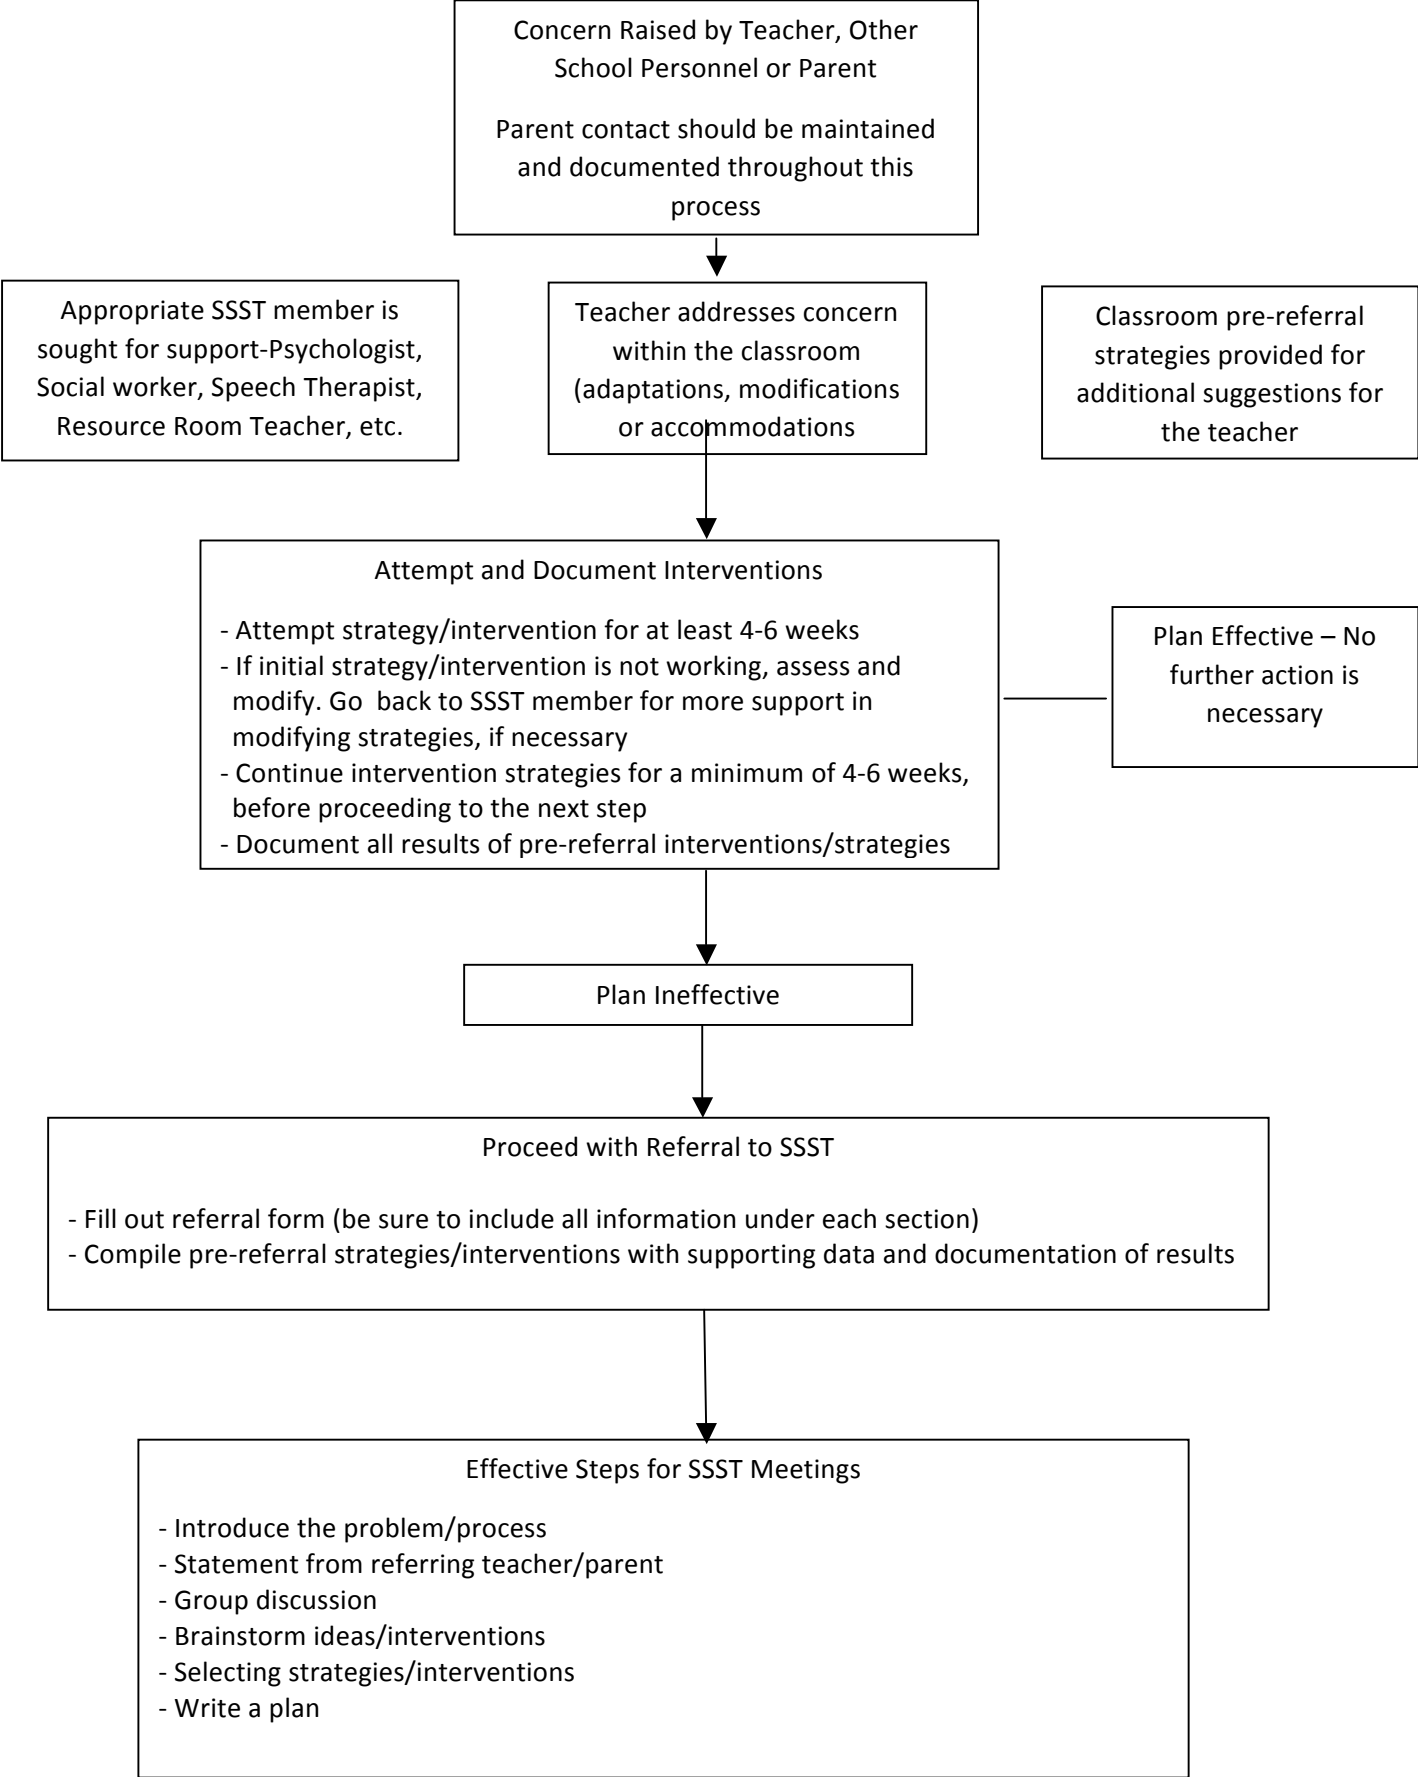 Concern Raised by Teacher, Other
School Personnel or Parent
Parent contact should be maintained
and documented throughout this
process
Appropriate SSST member is
sought for support-Psychologist,
Social worker, Speech Therapist,
Resource Room Teacher, etc.
Teacher addresses concern
within the classroom
(adaptations, modifications
or accommodations
Classroom pre-referral
strategies provided for
additional suggestions for
the teacher
Attempt and Document Interventions
- Attempt strategy/intervention for at least 4-6 weeks
- If initial strategy/intervention is not working, assess and
modify. Go  back to SSST member for more support in
modifying strategies, if necessary
- Continue intervention strategies for a minimum of 4-6 weeks,
before proceeding to the next step
- Document all results of pre-referral interventions/strategies
Plan Effective – No
further action is
necessary
Plan Ineffective
Proceed with Referral to SSST
- Fill out referral form (be sure to include all information under each section)
- Compile pre-referral strategies/interventions with supporting data and documentation of results
Effective Steps for SSST Meetings
- Introduce the problem/process
- Statement from referring teacher/parent
- Group discussion
- Brainstorm ideas/interventions
- Selecting strategies/interventions
- Write a plan